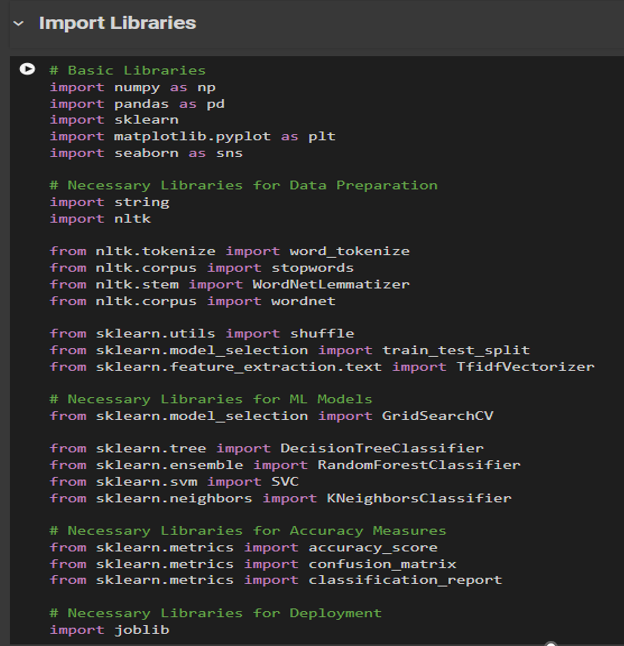 Import Libraries
# Basic Libraries
import numpy as np
import pandas as pd
import sklearn
import matplotlib.pyplot as plt
import seaborn as sns
# Necessary Libraries for Data Preparation
import string
import nltk
from nltk.tokenize import word_tokenize
from nltk.corpus import stopwords
from nltk.stem import WordNetLemmatizer
from nltk.corpus import wordnet
from sklearn.utils import shuffle
from sklearn.model_selection import train_test_split
from sklearn.feature_extraction.text import TfidfVectorizer
# Necessary Libraries for ML Models
from sklearn.model_selection import GridSearchCV
from sklearn.tree import DecisionTreeClassifier
from sklearn.ensemble import RandomForestClassifier
from sklearn.svm import SVC
from sklearn.neighbors import KNeighborsClassifier
# Necessary Libraries for Accuracy Measures
from sklearn.metrics import accuracy_score
from sklearn.metrics import confusion_matrix
from sklearn.metrics import classification_report
# Necessary Libraries for Deployment
import joblib